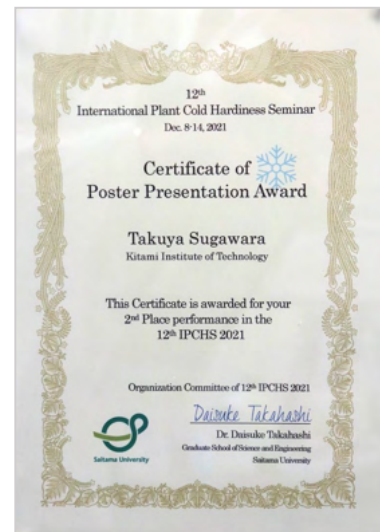 12th
International Plant Cold Hardiness Seminar
Dec. 8-14, 2021
Certificate of
Poster Presentation Award
Takuya Sugawara
Kitami Institute of Technology
This Certificate is awarded for your
2nd Place performance in the
12th IPCHS 2021
Organization Committee of 12th IPCHS 2021
Daisuke Takahashi
Dr. Daisuke Takahashi
Graduate School of Science and Engineering
Saitama University
Saitama University